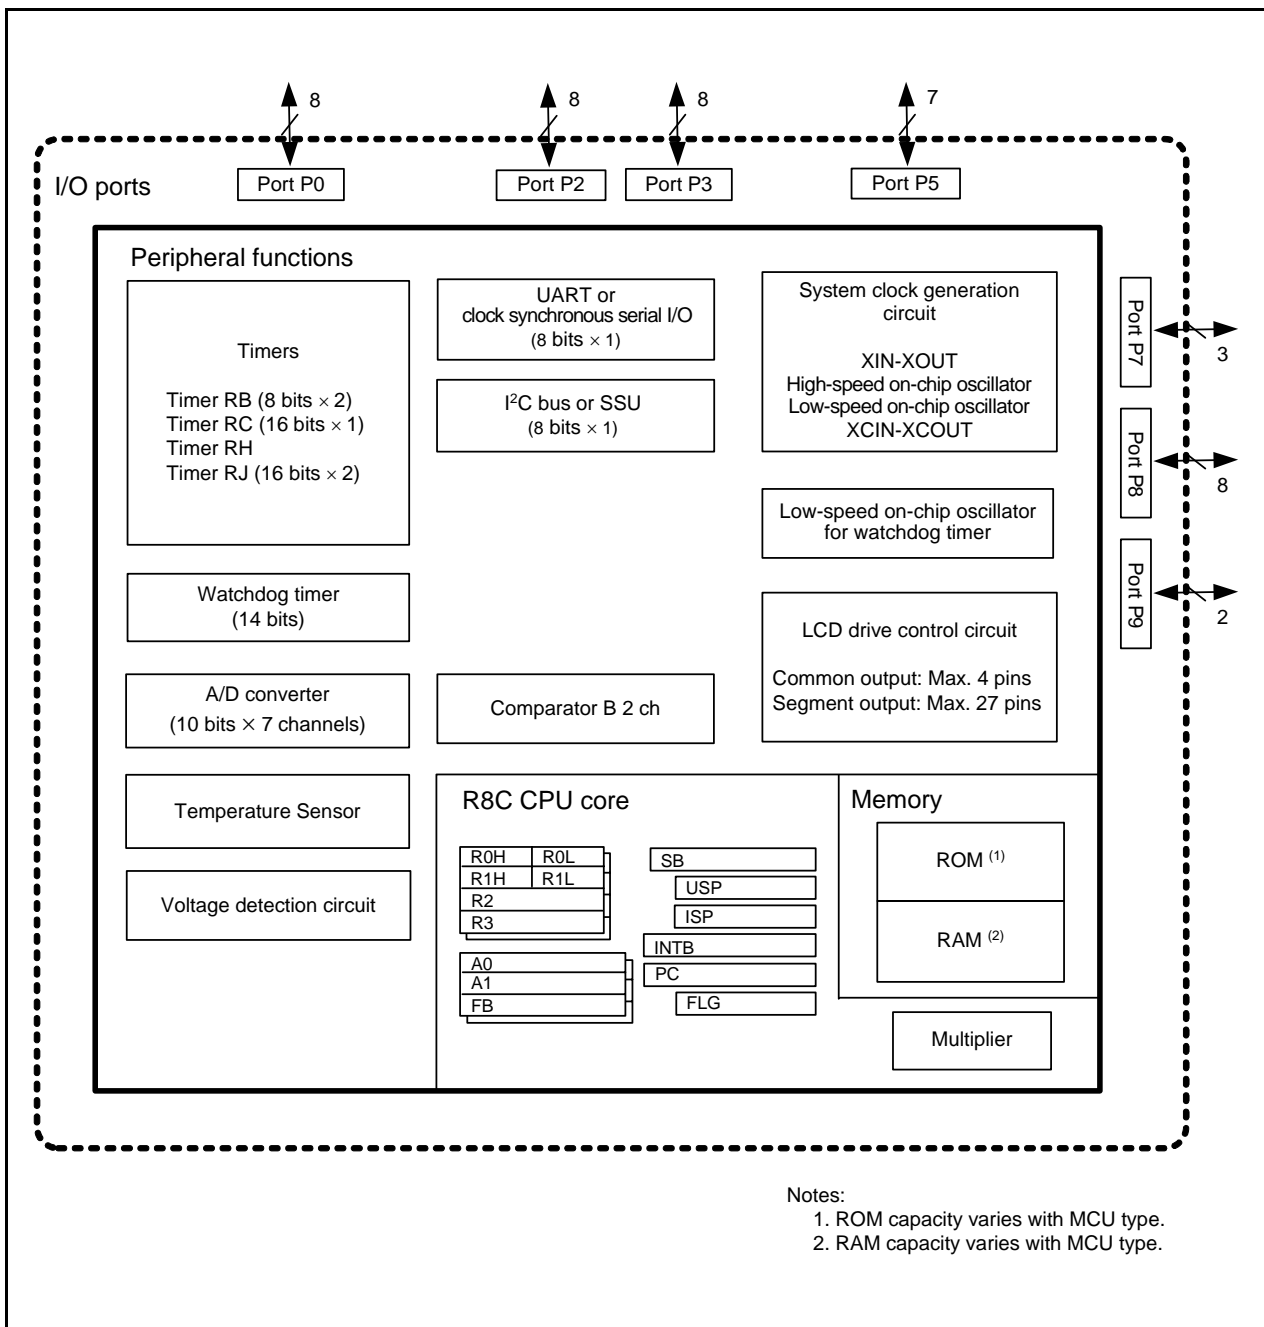 8
8
8
7
I/O ports
Port P0
Port P2
Port P3
Port P5
Peripheral functions
Timers
Timer RB (8 bits × 2)
Timer RC (16 bits × 1)
Timer RH
Timer RJ (16 bits × 2)
UART or
clock synchronous serial I/O
(8 bits × 1)
I²C bus or SSU
(8 bits × 1)
System clock generation
circuit
XIN-XOUT
High-speed on-chip oscillator
Low-speed on-chip oscillator
XCIN-XCOUT
Port P7
3
Port P8
8
Port P9
2
Low-speed on-chip oscillator
for watchdog timer
Watchdog timer
(14 bits)
LCD drive control circuit
Common output: Max. 4 pins
Segment output: Max. 27 pins
A/D converter
(10 bits × 7 channels)
Comparator B 2 ch
Temperature Sensor
Voltage detection circuit
R8C CPU core
R0H R0L
R1H R1L
R2
R3
A0
A1
FB
SB
USP
ISP
INTB
PC
FLG
Memory
ROM (1)
RAM (2)
Multiplier
Notes:
1. ROM capacity varies with MCU type.
2. RAM capacity varies with MCU type.